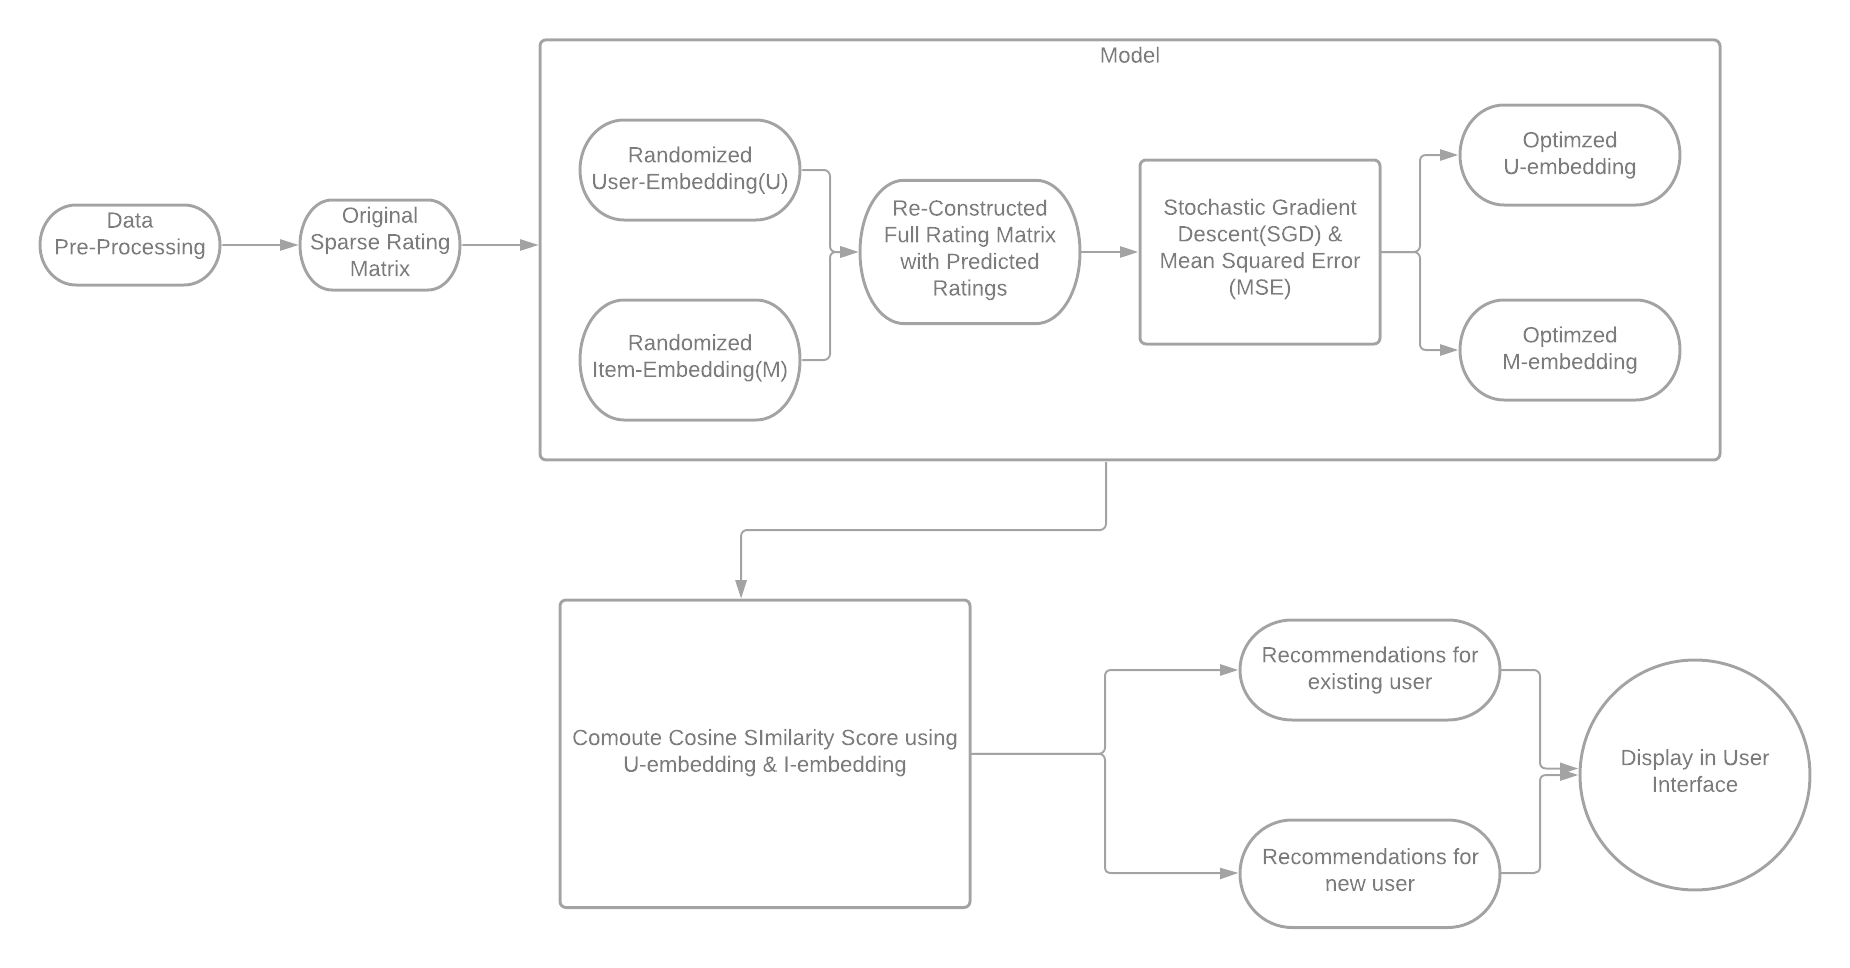 Model
Data
Pre-Processing
Original
Sparse Rating
Matrix
Randomized
User-Embedding(U)
Randomized
Item-Embedding(M)
Re-Constructed
Full Rating Matrix
with Predicted
Ratings
Stochastic Gradient
Descent(SGD) &
Mean Squared Error
(MSE)
Optimzed
U-embedding
Optimzed
M-embedding
Comoute Cosine SImilarity Score using
U-embedding & I-embedding
Recommendations for
existing user
Recommendations for
new user
Display in User
Interface